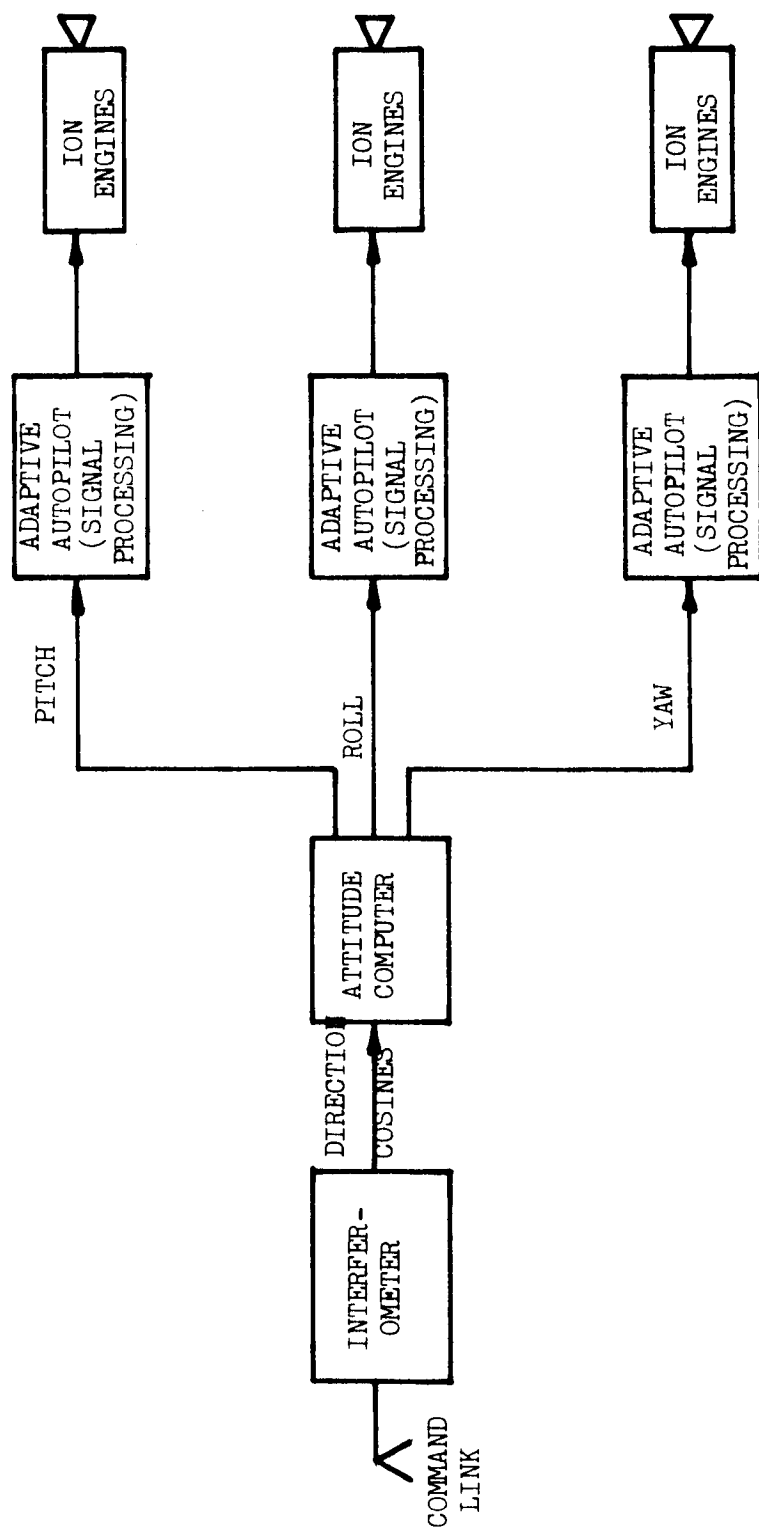 COMMAND
LINK
INTERFER-
OMETER
DIRECTION
COSINES
ATTITUDE
COMPUTER
PITCH
ADAPTIVE
AUTOPILOT
(SIGNAL
PROCESSING)
ION
ENGINES
ROLL
ADAPTIVE
AUTOPILOT
(SIGNAL
PROCESSING)
ION
ENGINES
YAW
ADAPTIVE
AUTOPILOT
(SIGNAL
PROCESSING)
ION
ENGINES